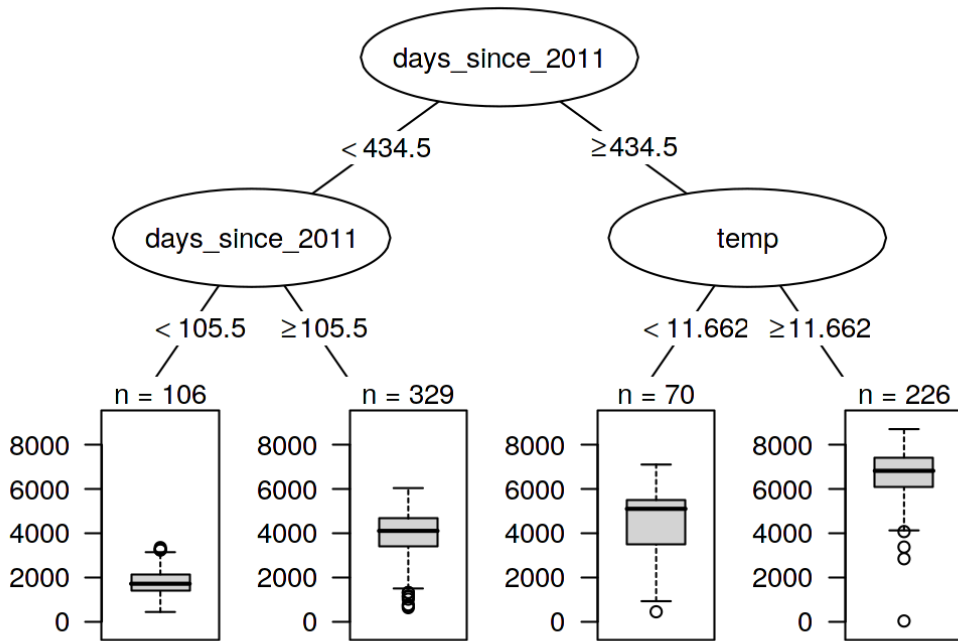 days_since_2011
< 434.5 ≥434.5
days_since_2011 temp
< 105.5 ≥105.5 < 11.662 ≥11.662
n = 106 n = 329 n = 70 n = 226
8000 8000 8000 8000
6000 6000 6000 6000
4000 4000 4000 4000
2000 2000 2000 2000
0 0 0 0